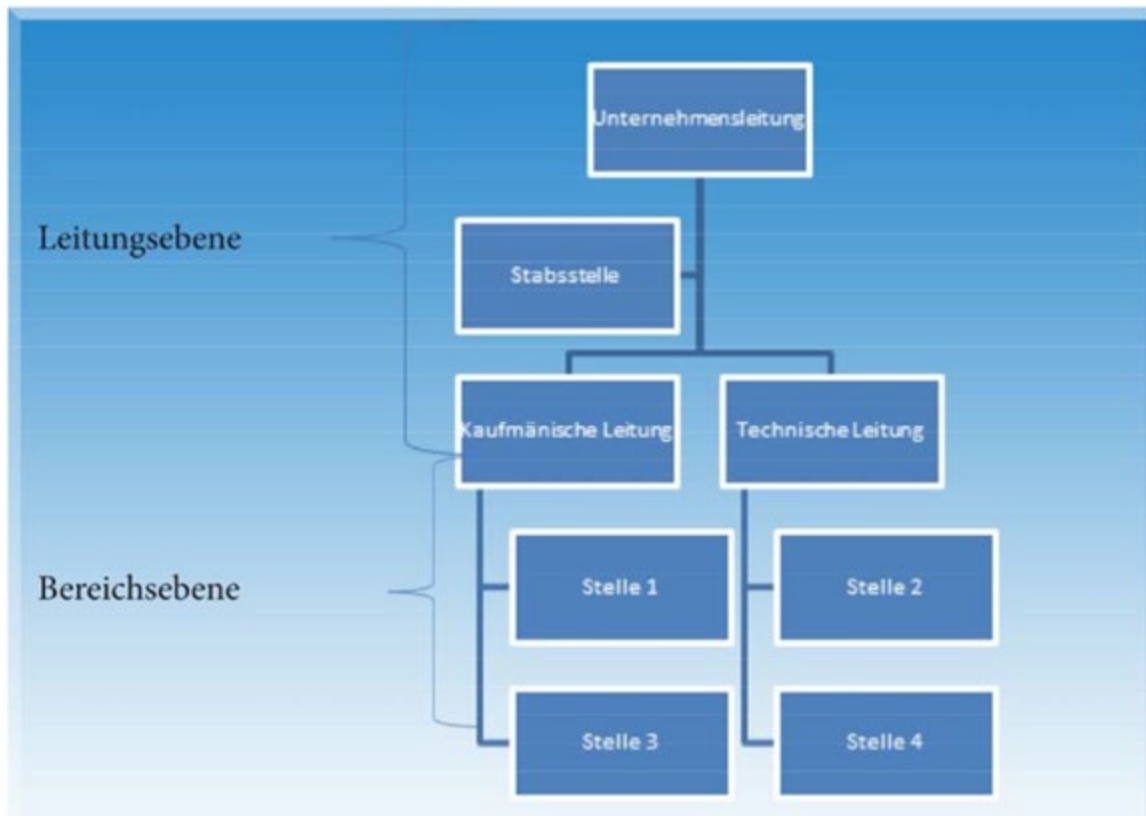 Unternehmensleitung
Leitungsebene
Stabsstelle
Kaufmänische Leitung
Technische Leitung
Bereichsebene
Stelle 1
Stelle 2
Stelle 3
Stelle 4